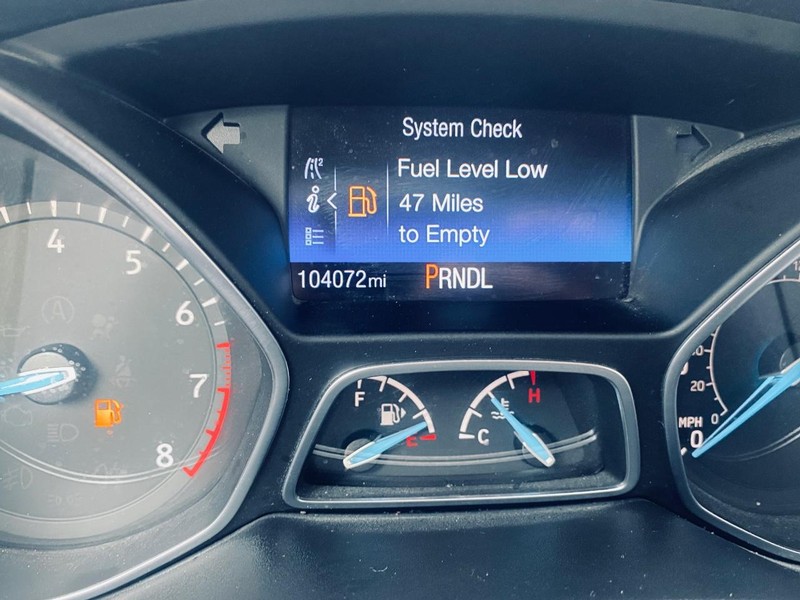 System Check
Fuel Level Low
47 Miles
to Empty
104072mi PRNDL
4
5
6
7
8
F
E
C
H
20
0
MPH 0